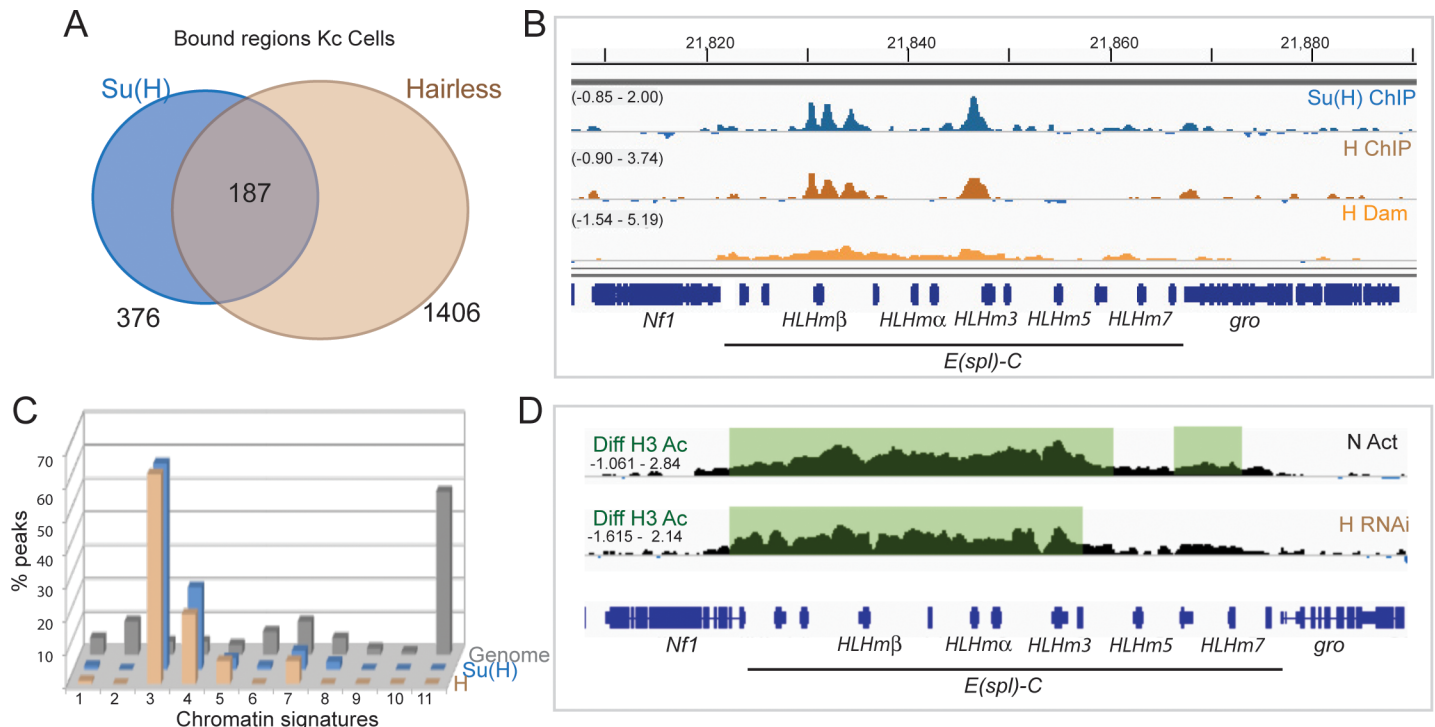 A
Bound regions Kc Cells
Su(H)
Hairless
187
376
1406
B
21,820 21,840 21,860 21,880
(-0.85 - 2.00)
Su(H) ChIP
H ChIP
(-0.90 - 3.74)
(-1.54 - 5.19)
H Dam
Nf1 HLHmβ HLHmα HLHm3 HLHm5 HLHm7 gro
E(spl)-C
C
70
60
50
40
30
20
10
% peaks
Genome
Su(H)
H
1 2 3 4 5 6 7 8 9 10 11
Chromatin signatures
D
Diff H3 Ac
N Act
-1.061 - 2.84
Diff H3 Ac
H RNAi
-1.615 - 2.14
Nf1 HLHmβ HLHmα HLHm3 HLHm5 HLHm7 gro
E(spl)-C